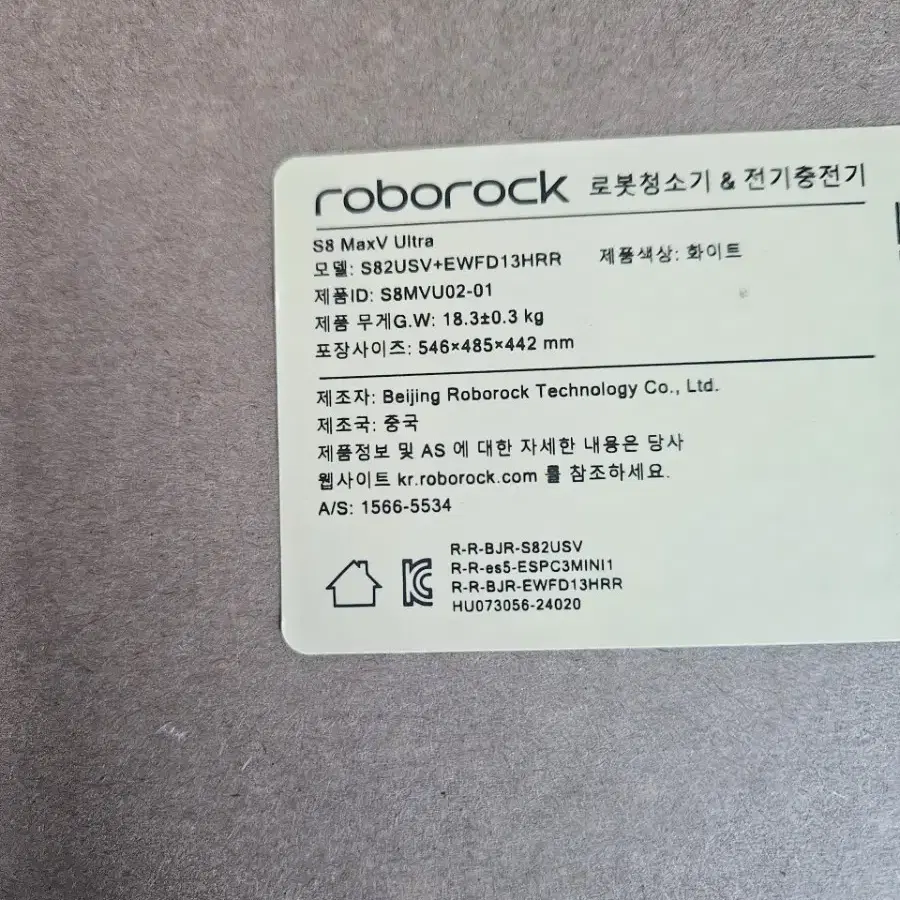 roborock 로봇청소기 & 전기충전기
S8 MaxV Ultra
모델: S82USV+EWFD13HRR 제품색상: 화이트
제품ID: S8MVU02-01
제품 무게G.W: 18.3±0.3 kg
포장사이즈: 546×485×442 mm
제조자: Beijing Roborock Technology Co., Ltd.
제조국: 중국
제품정보 및 AS 에 대한 자세한 내용은 당사
웹사이트 kr.roborock.com 를 참조하세요.
A/S: 1566-5534
R-R-BJR-S82USV
R-R-es5-ESPC3MINI1
R-R-BJR-EWFD13HRR
HU073056-24020